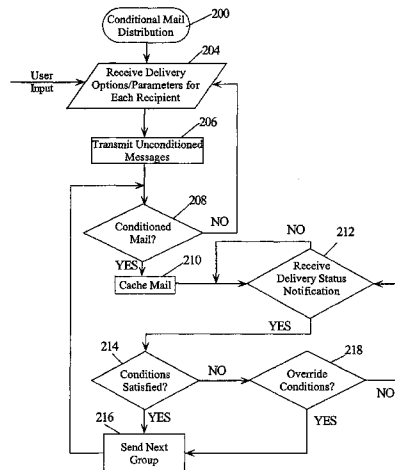 Conditional Mail
Distribution
200
204
User
Input
Receive Delivery
Options/Parameters for
Each Recipient
206
Transmit Unconditioned
Messages
208
Conditioned
Mail?
NO
YES
210
Cache Mail
NO
212
Receive
Delivery Status
Notification
YES
214
Conditions
Satisfied?
NO
218
Override
Conditions?
NO
YES
YES
216
Send Next
Group